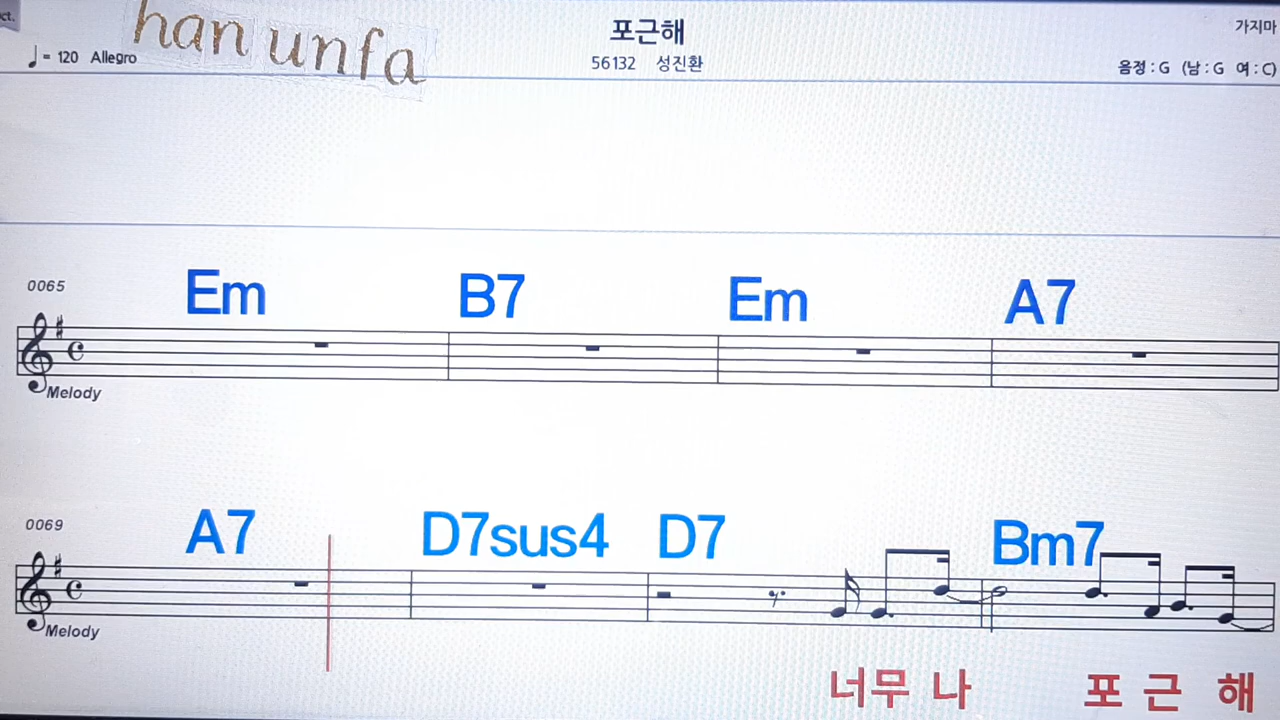 ct.
han unfa
포근해
가지마
♩ = 120 Allegro
56132 성진환
음정 : G (남 : G 여 : C)
0065
Em B7 Em A7
Melody
0069
A7 D7sus4 D7 Bm7
Melody
너무 나 포 근 해